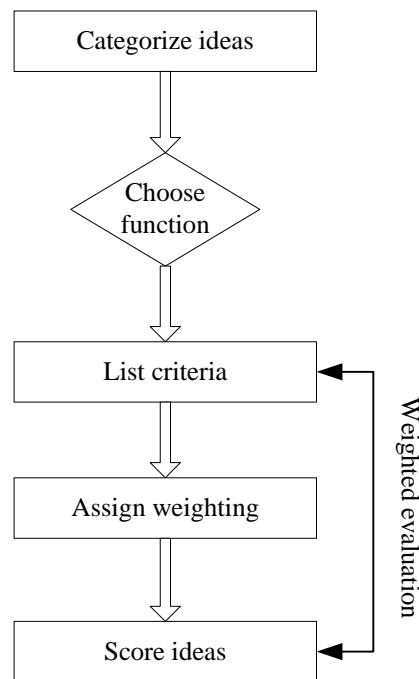 Categorize ideas
Choose
function
List criteria
Assign weighting
Score ideas
Weighted evaluation